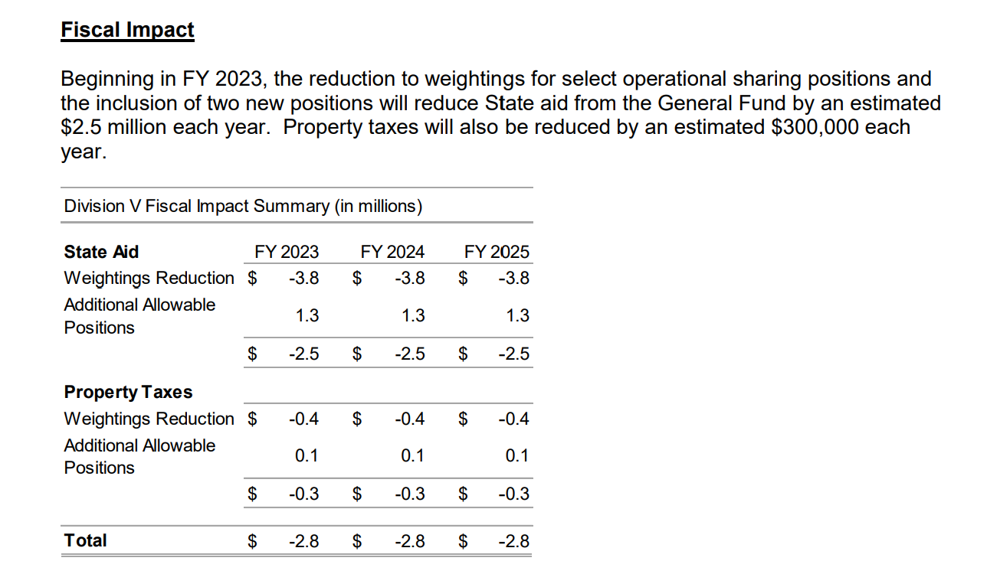 Fiscal Impact
Beginning in FY 2023, the reduction to weightings for select operational sharing positions and
the inclusion of two new positions will reduce State aid from the General Fund by an estimated
$2.5 million each year.  Property taxes will also be reduced by an estimated $300,000 each
year.
Division V Fiscal Impact Summary (in millions)
State Aid FY 2023 FY 2024 FY 2025
Weightings Reduction $ -3.8 $ -3.8 $ -3.8
Additional Allowable
Positions 1.3 1.3 1.3
$ -2.5 $ -2.5 $ -2.5
Property Taxes
Weightings Reduction $ -0.4 $ -0.4 $ -0.4
Additional Allowable
Positions 0.1 0.1 0.1
$ -0.3 $ -0.3 $ -0.3
Total $ -2.8 $ -2.8 $ -2.8